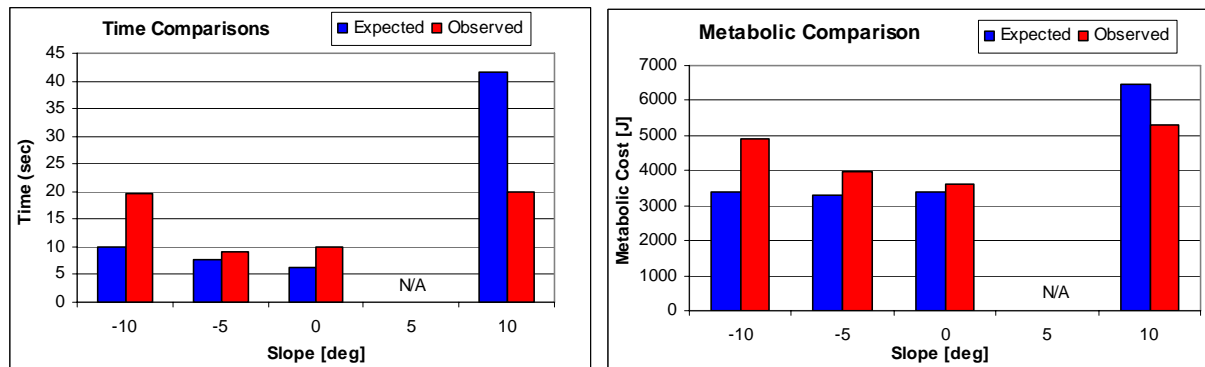 Time Comparisons
Expected Observed
45
40
35
30
25
20
15
10
5
0
Time (sec)
N/A
-10 -5 0 5 10
Slope [deg]
Metabolic Comparison
Expected Observed
7000
6000
5000
4000
3000
2000
1000
0
Metabolic Cost [J]
N/A
-10 -5 0 5 10
Slope [deg]